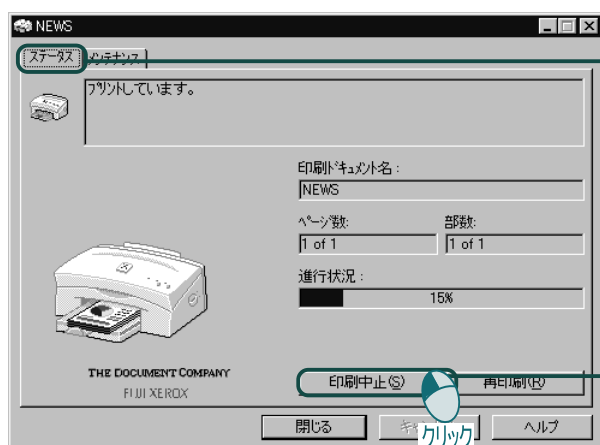 NEWS
ステータス メンテナンス
プリントしています。
印刷ドキュメント名:
NEWS
ページ数: 部数:
1 of 1 1 of 1
進行状況:
15%
THE DOCUMENT COMPANY
FUJI XEROX
印刷中止(S) 再印刷(R)
閉じる ヘルプ
クリック